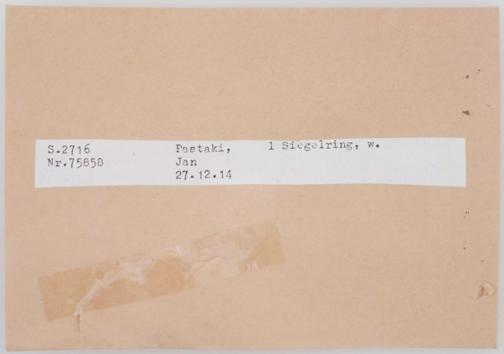 S.2716 Pastaki, 1 Siegelring, w.
Nr.75858 Jan
27.12.14